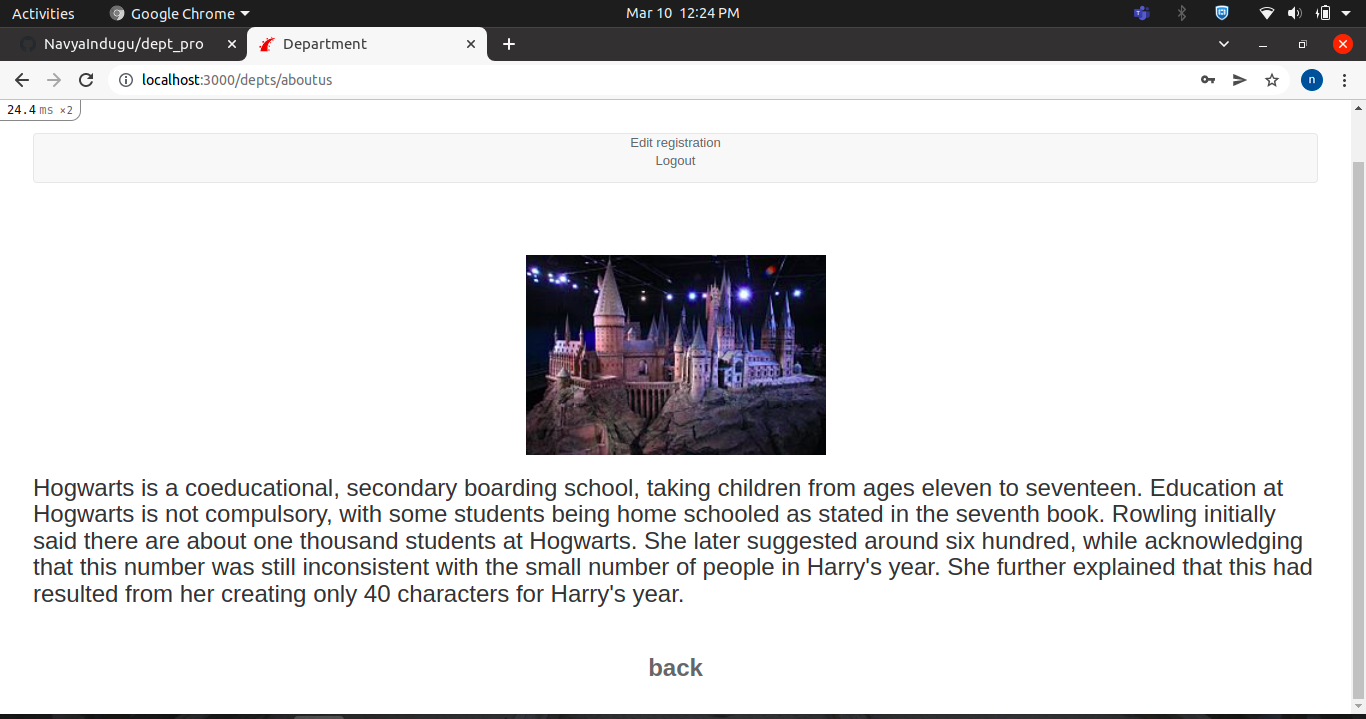 Activities Google Chrome Mar 10 12:24 PM
NavyaIndugu/dept_pro Department
localhost:3000/depts/aboutus n
24.4 ms ×2
Edit registration
Logout
Hogwarts is a coeducational, secondary boarding school, taking children from ages eleven to seventeen. Education at
Hogwarts is not compulsory, with some students being home schooled as stated in the seventh book. Rowling initially
said there are about one thousand students at Hogwarts. She later suggested around six hundred, while acknowledging
that this number was still inconsistent with the small number of people in Harry's year. She further explained that this had
resulted from her creating only 40 characters for Harry's year.
back